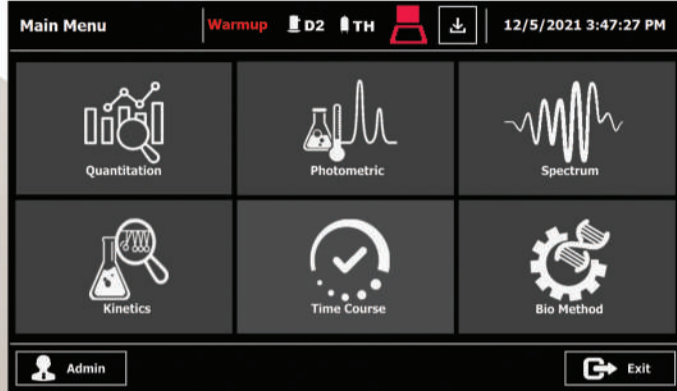 Main Menu
Warmup
D2
TH
12/5/2021 3:47:27 PM
Quantitation
Photometric
Spectrum
Kinetics
Time Course
Bio Method
Admin
Exit